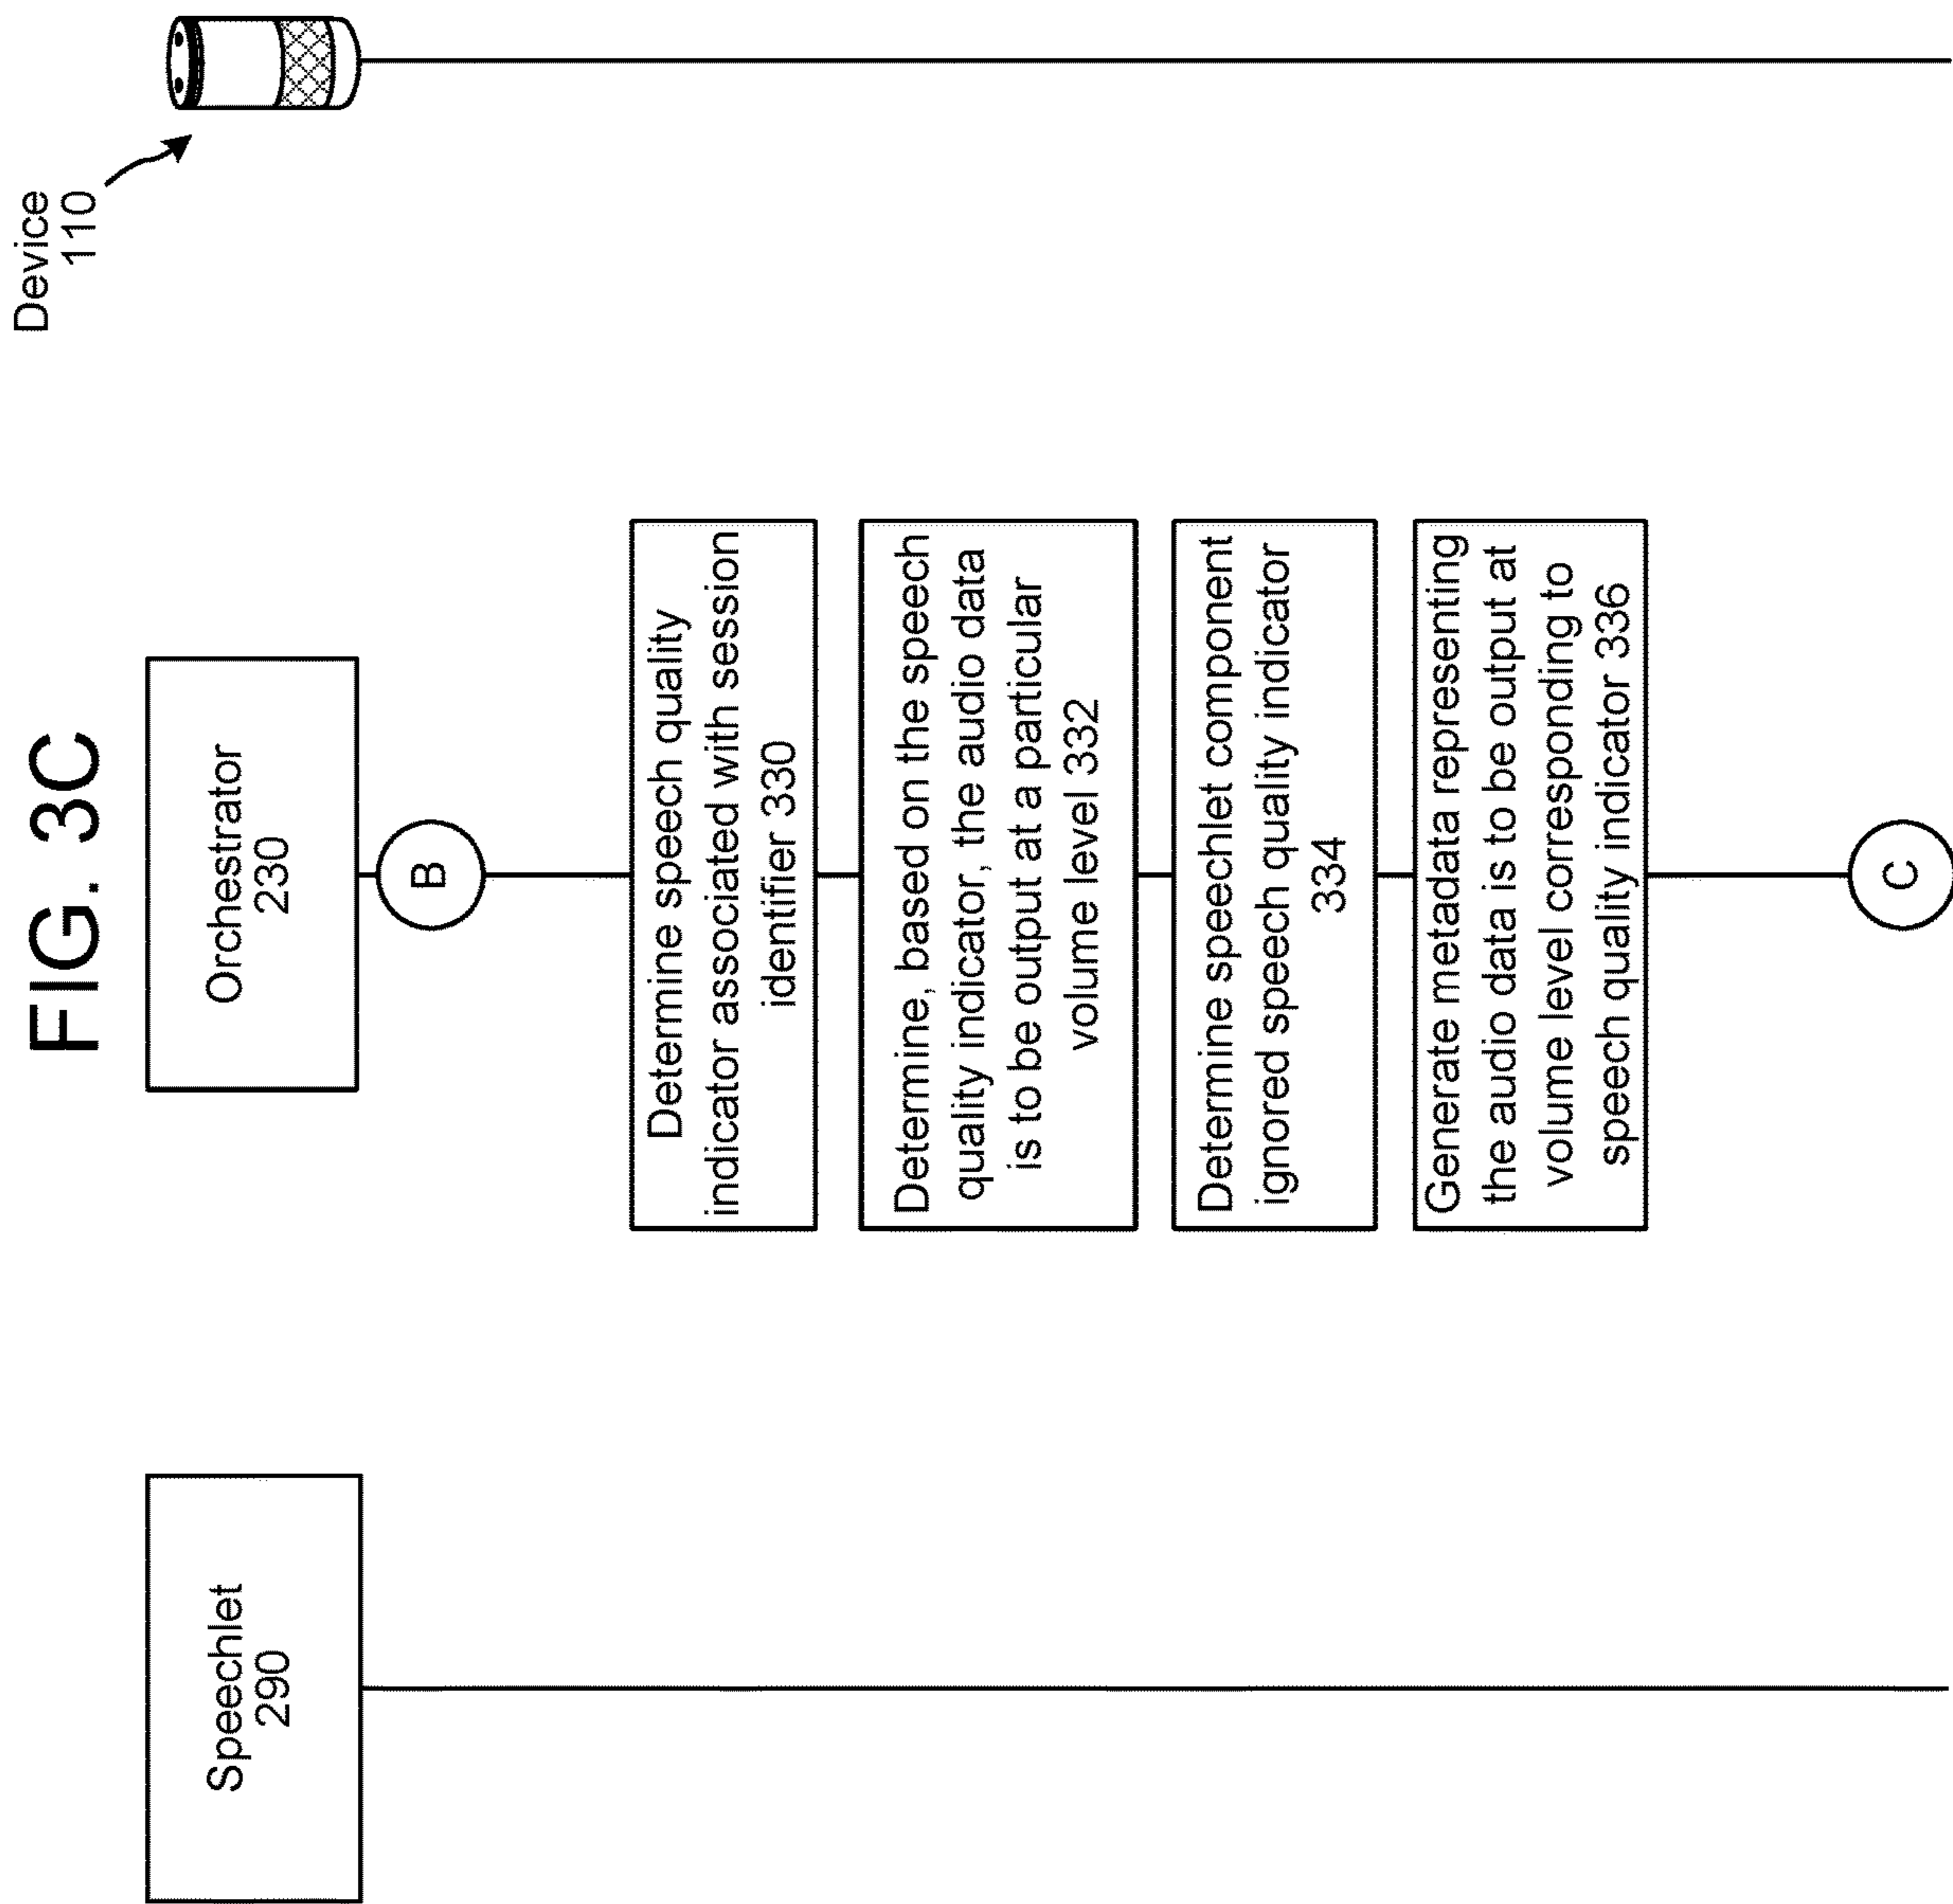 FIG. 3C
Speechlet
290
Orchestrator
230
Device
110
B
Determine speech quality
indicator associated with session
identifier 330
Determine, based on the speech
quality indicator, the audio data
is to be output at a particular
volume level 332
Determine speechlet component
ignored speech quality indicator
334
Generate metadata representing
the audio data is to be output at
volume level corresponding to
speech quality indicator 336
C